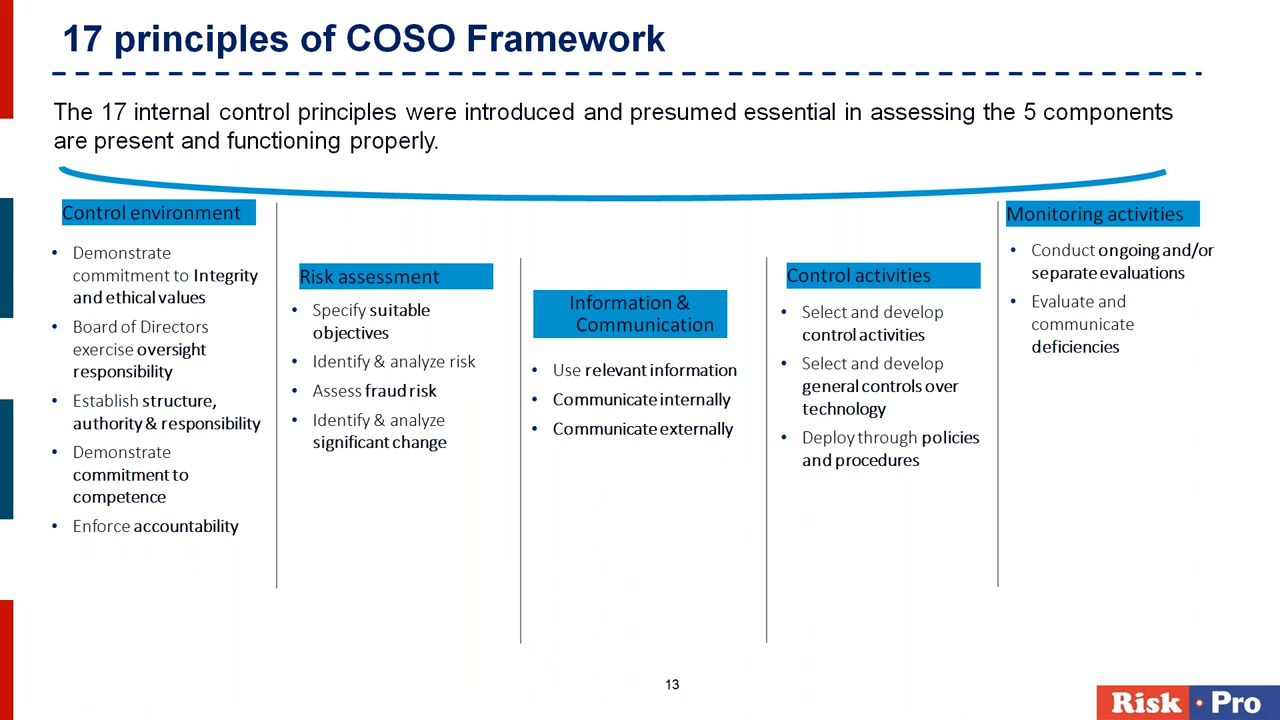 17 principles of COSO Framework
The 17 internal control principles were introduced and presumed essential in assessing the 5 components
are present and functioning properly.
Control environment
• Demonstrate
commitment to Integrity
and ethical values
• Board of Directors
exercise oversight
responsibility
• Establish structure,
authority & responsibility
• Demonstrate
commitment to
competence
• Enforce accountability
Risk assessment
• Specify suitable
objectives
• Identify & analyze risk
• Assess fraud risk
• Identify & analyze
significant change
Information &
Communication
• Use relevant information
• Communicate internally
• Communicate externally
Control activities
• Select and develop
control activities
• Select and develop
general controls over
technology
• Deploy through policies
and procedures
Monitoring activities
• Conduct ongoing and/or
separate evaluations
• Evaluate and
communicate
deficiencies
13
Risk • Pro